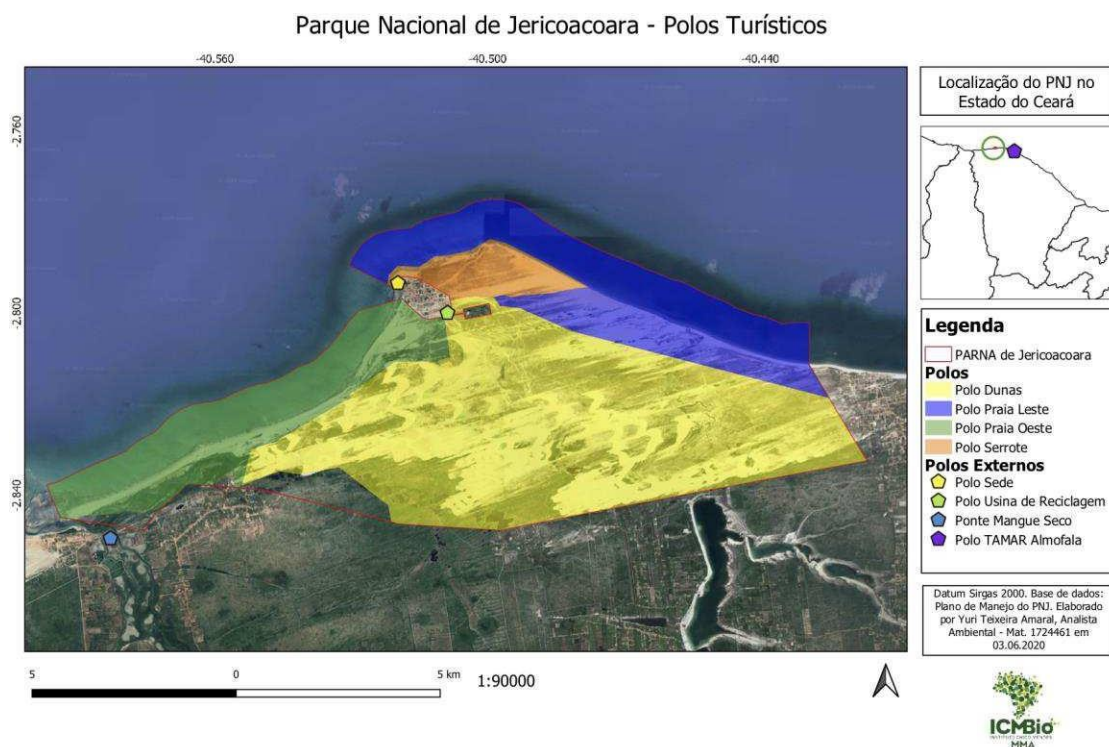 Parque Nacional de Jericoacoara - Polos Turísticos
-40.560
-40.500
-40.440
-2.760
-2.800
-2.840
Localização do PNJ no
Estado do Ceará
Legenda
PARNA de Jericoacoara
Polos
Polo Dunas
Polo Praia Leste
Polo Praia Oeste
Polo Serrote
Polos Externos
Polo Sede
Polo Usina de Reciclagem
Ponte Mangue Seco
Polo TAMAR Almofala
Datum Sirgas 2000. Base de dados:
Plano de Manejo do PNJ. Elaborado
por Yuri Teixeira Amaral, Analista
Ambiental - Mat. 1724461 em
03.06.2020
5
0
5 km
1:90000
ICMBio
MMA